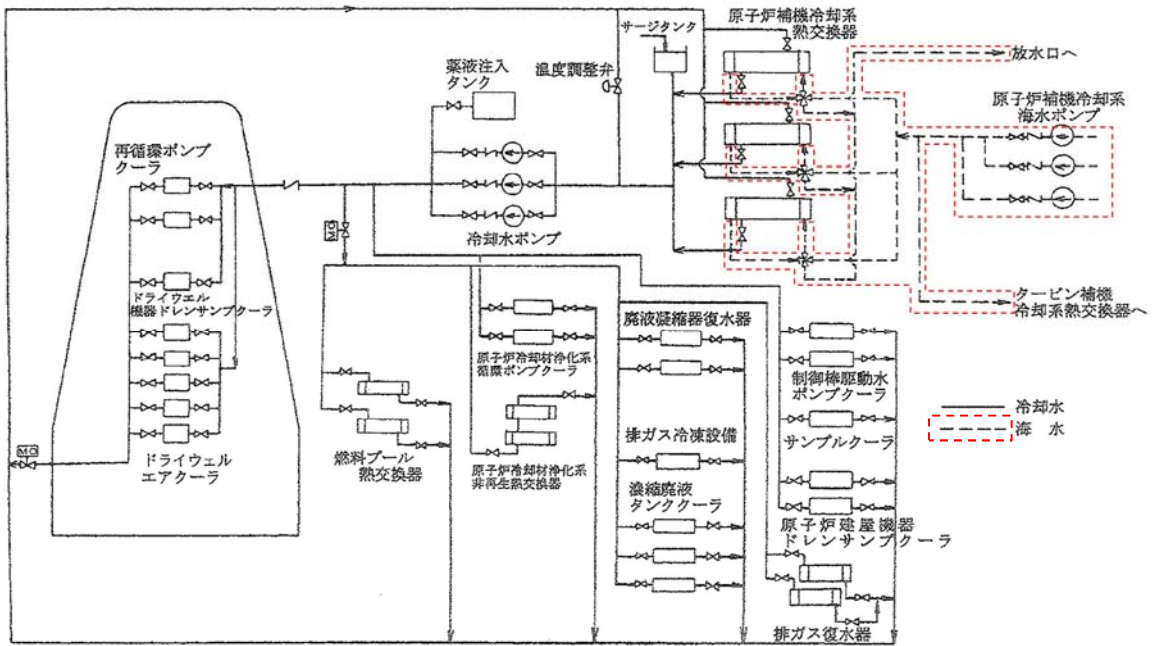 原子炉補機冷却系
熱交換器
サージタンク
放水口へ
薬液注入
タンク
温度調整弁
原子炉補機冷却系
海水ポンプ
再循環ポンプ
クーラ
冷却水ポンプ
MO
ドライウエル
機器ドレンサンプクーラ
タービン補機
冷却系熱交換器へ
廃液凝縮器復水器
原子炉冷却材浄化系
循環ポンプクーラ
制御棒駆動水
ポンプクーラ
冷却水
海 水
サンプルクーラ
排ガス冷凍設備
MO
ドライウェル
エアクーラ
燃料プール
熱交換器
原子炉冷却材浄化系
非再生熱交換器
濃縮廃液
タンククーラ
原子炉建屋機器
ドレンサンプクーラ
排ガス復水器